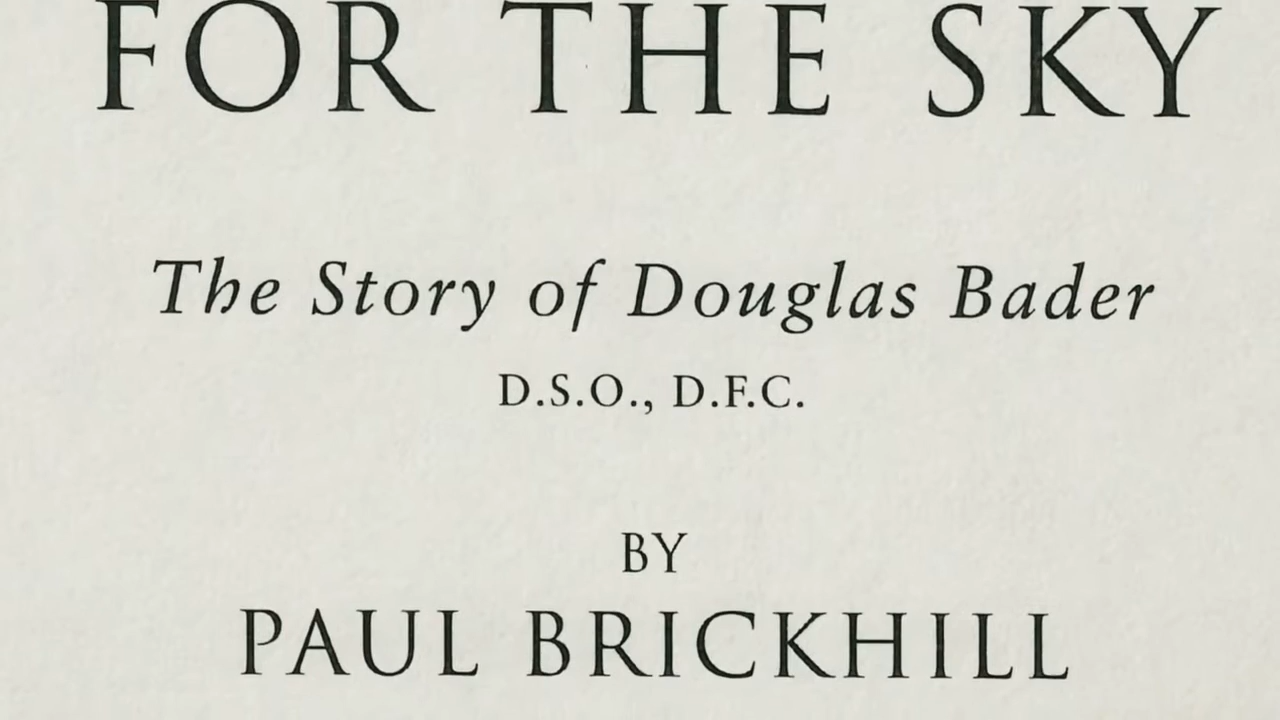 FOR THE SKY
The Story of Douglas Bader
D.S.O., D.F.C.
BY
PAUL BRICKHILL